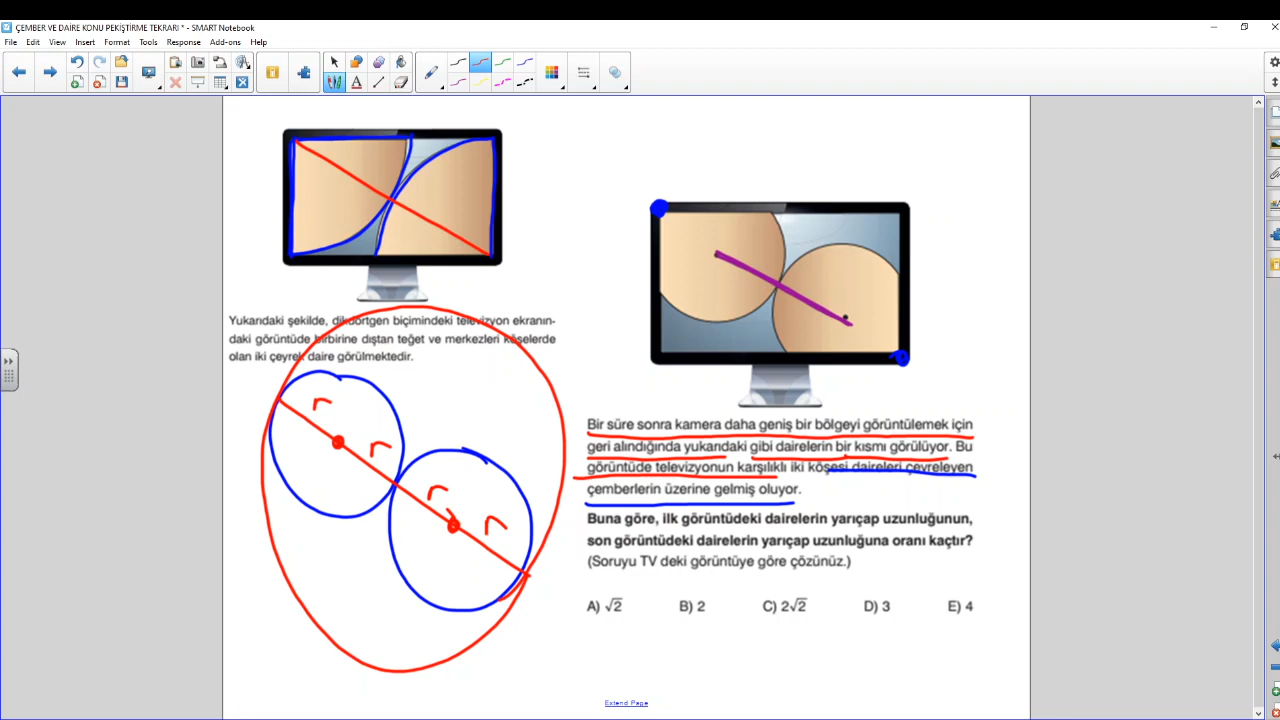 ÇEMBER VE DAİRE KONU PEKİŞTİRME TEKRARI * - SMART Notebook
File Edit View Insert Format Tools Response Add-ons Help
Yukarıdaki şekilde, dikdörtgen biçimindeki televizyon ekranın-
daki görüntüde birbirine dıştan teğet ve merkezleri köşelerde
olan iki çeyrek daire görülmektedir.
r
r
r
r
Bir süre sonra kamera daha geniş bir bölgeyi görüntülemek için
geri alındığında yukarıdaki gibi dairelerin bir kısmı görülüyor. Bu
görüntüde televizyonun karşılıklı iki köşesi daireleri çevreleyen
çemberlerin üzerine gelmiş oluyor.
Buna göre, ilk görüntüdeki dairelerin yarıçap uzunluğunun,
son görüntüdeki dairelerin yarıçap uzunluğuna oranı kaçtır?
(Soruyu TV deki görüntüye göre çözünüz.)
A) √2 B) 2 C) 2√2 D) 3 E) 4
Extend Page